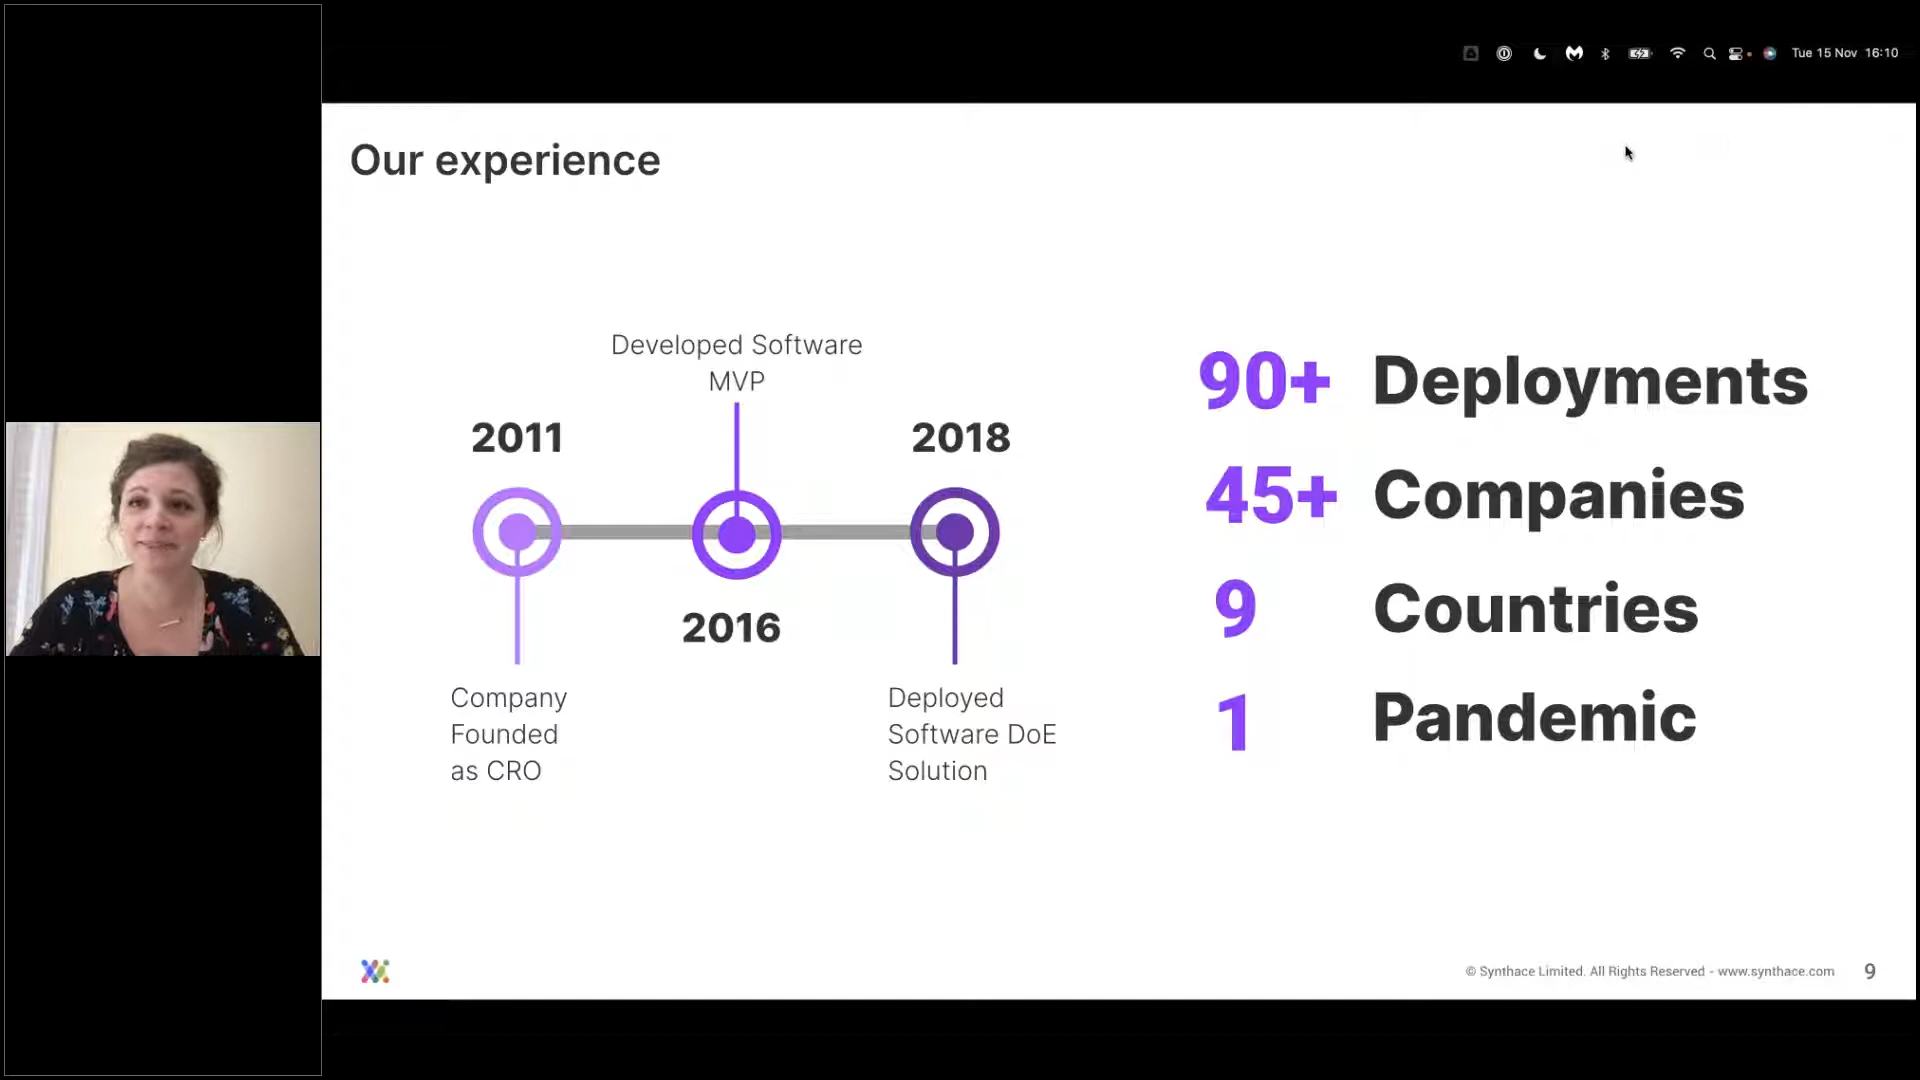 Tue 15 Nov 16:10
Our experience
Developed Software
MVP
2011
2018
2016
Company
Founded
as CRO
Deployed
Software DoE
Solution
90+ Deployments
45+ Companies
9 Countries
1 Pandemic
© Synthace Limited. All Rights Reserved - www.synthace.com 9